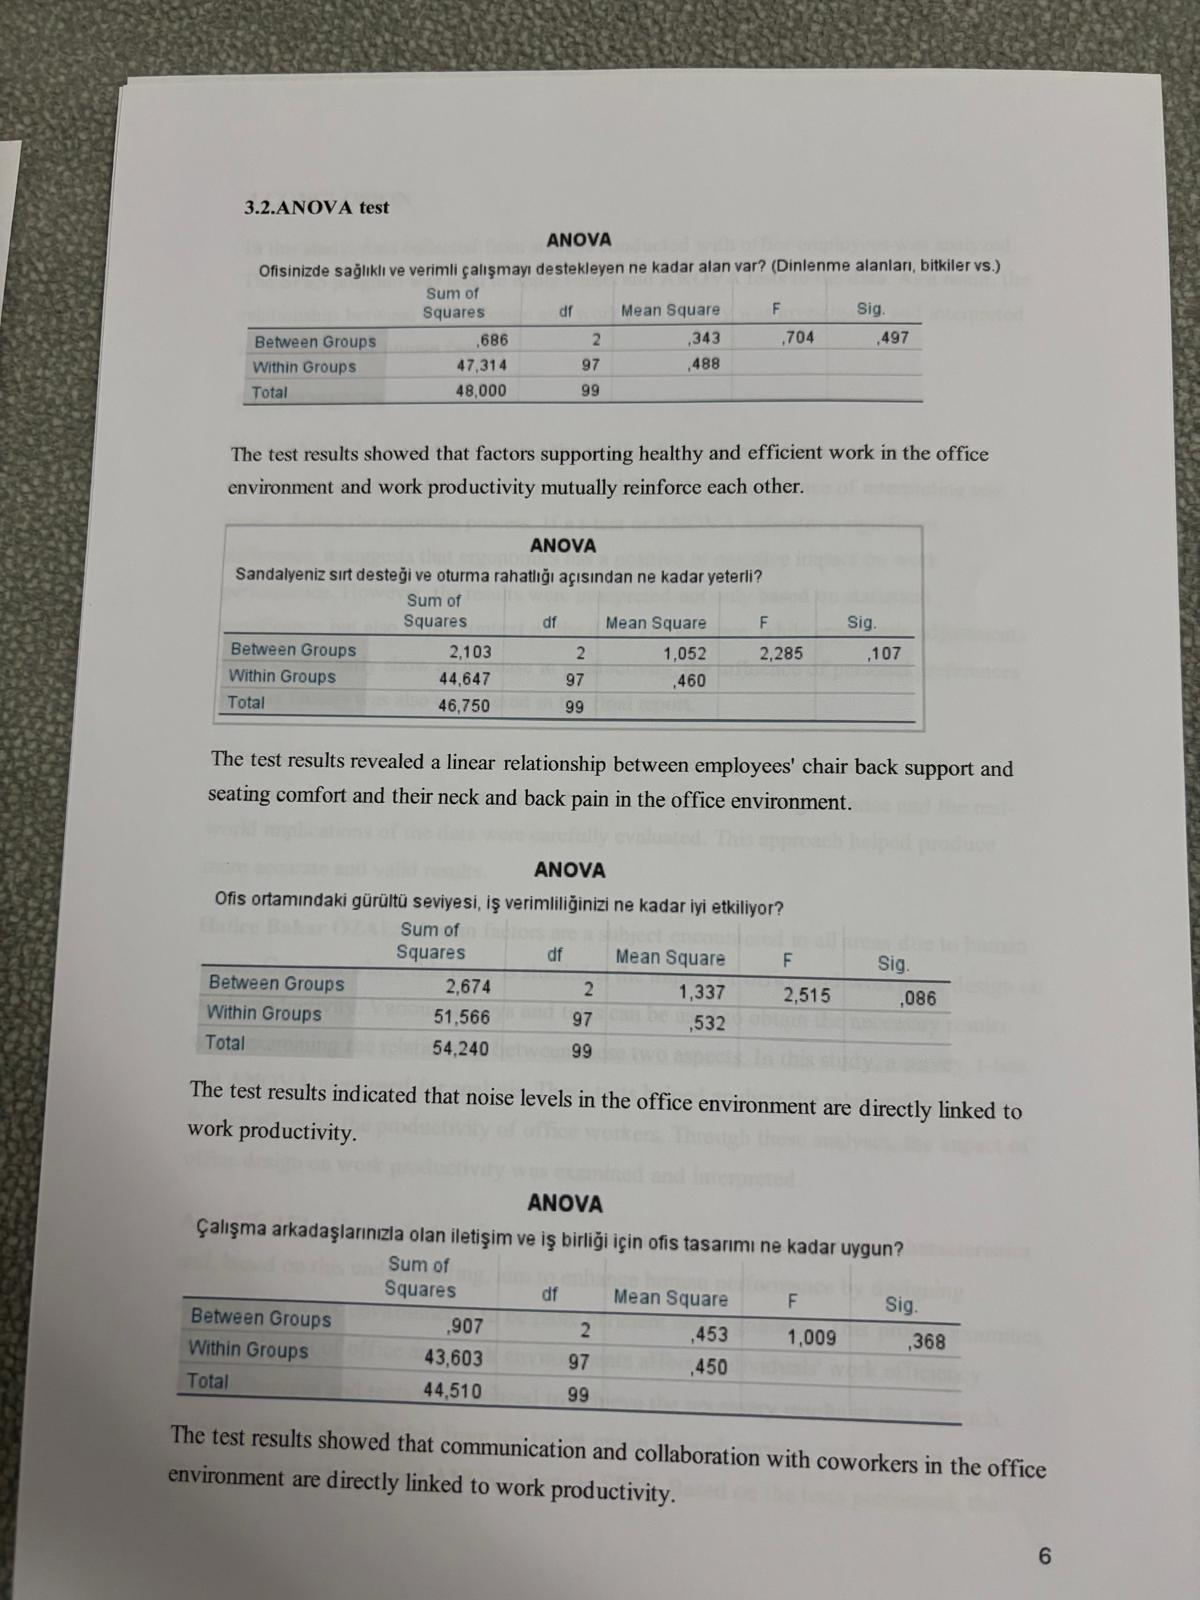 3.2.ANOVA test
ANOVA
Ofisinizde sağlıklı ve verimli çalışmayı destekleyen ne kadar alan var? (Dinlenme alanları, bitkiler vs.)
Sum of
Squares df Mean Square F Sig.
Between Groups ,686 2 ,343 ,704 ,497
Within Groups 47,314 97 ,488
Total 48,000 99
The test results showed that factors supporting healthy and efficient work in the office
environment and work productivity mutually reinforce each other.
ANOVA
Sandalyeniz sırt desteği ve oturma rahatlığı açısından ne kadar yeterli?
Sum of
Squares df Mean Square F Sig.
Between Groups 2,103 2 1,052 2,285 ,107
Within Groups 44,647 97 ,460
Total 46,750 99
The test results revealed a linear relationship between employees' chair back support and
seating comfort and their neck and back pain in the office environment.
ANOVA
Ofis ortamındaki gürültü seviyesi, iş verimliliğinizi ne kadar iyi etkiliyor?
Sum of
Squares df Mean Square F Sig.
Between Groups 2,674 2 1,337 2,515 ,086
Within Groups 51,566 97 ,532
Total 54,240 99
The test results indicated that noise levels in the office environment are directly linked to
work productivity.
ANOVA
Çalışma arkadaşlarınızla olan iletişim ve iş birliği için ofis tasarımı ne kadar uygun?
Sum of
Squares df Mean Square F Sig.
Between Groups ,907 2 ,453 1,009 ,368
Within Groups 43,603 97 ,450
Total 44,510 99
The test results showed that communication and collaboration with coworkers in the office
environment are directly linked to work productivity.
6